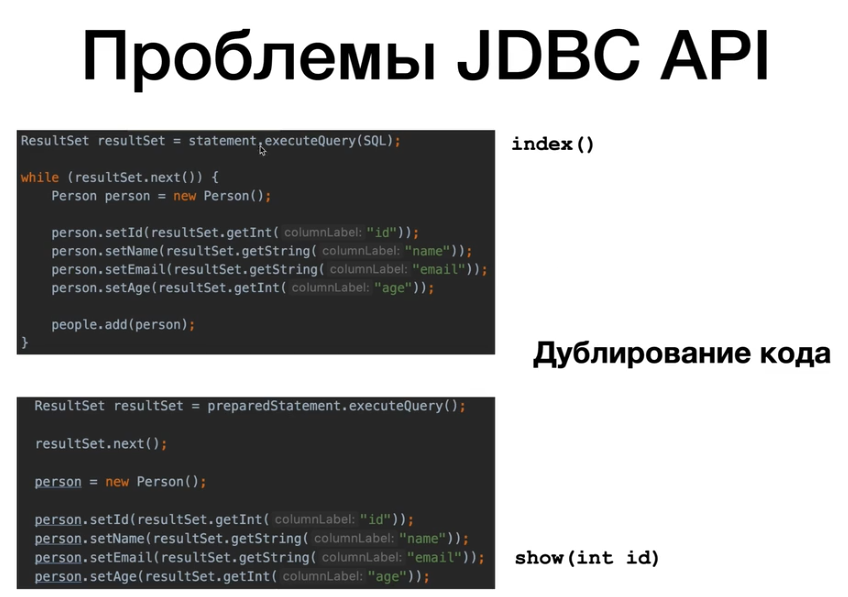 Проблемы JDBC API
ResultSet resultSet = statement.executeQuery(SQL);
index()
while (resultSet.next()) {
Person person = new Person();
person.setId(resultSet.getInt( columnLabel: "id"));
person.setName(resultSet.getString( columnLabel: "name"));
person.setEmail(resultSet.getString( columnLabel: "email"));
person.setAge(resultSet.getInt( columnLabel: "age"));
people.add(person);
}
Дублирование кода
ResultSet resultSet = preparedStatement.executeQuery();
resultSet.next();
person = new Person();
person.setId(resultSet.getInt( columnLabel: "id"));
person.setName(resultSet.getString( columnLabel: "name"));
person.setEmail(resultSet.getString( columnLabel: "email"));
show(int id)
person.setAge(resultSet.getInt( columnLabel: "age"));